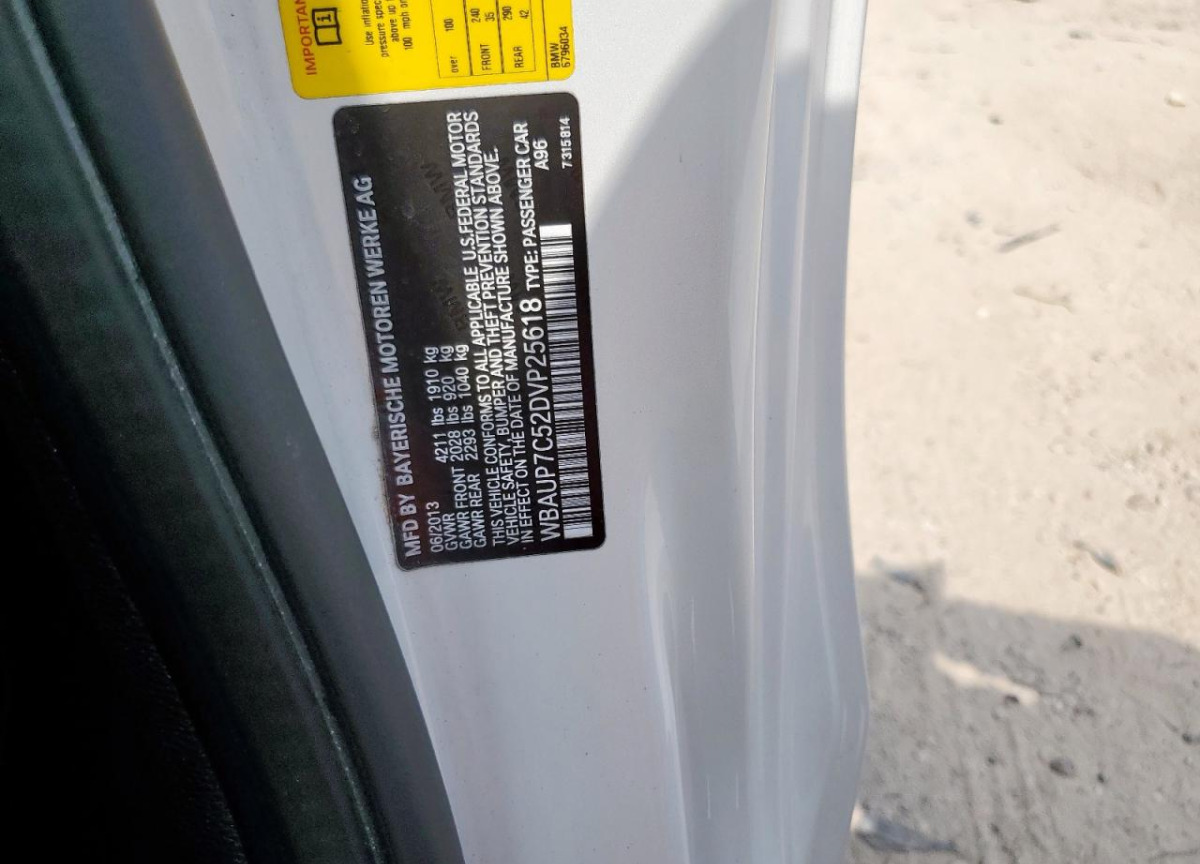 IMPORTAN
Use inflation
pressure spec
above up
100 mph or
over 100
FRONT 240 35
REAR 290 42
BMW
6796034
MFD BY BAYERISCHE MOTOREN WERKE AG
06/2013
GVWR 4211 lbs 1910 kg
GAWR FRONT 2028 lbs 920 kg
GAWR REAR 2293 lbs 1040 kg
THIS VEHICLE CONFORMS TO ALL APPLICABLE U.S.FEDERAL MOTOR
VEHICLE SAFETY, BUMPER AND THEFT PREVENTION STANDARDS
IN EFFECT ON THE DATE OF MANUFACTURE SHOWN ABOVE.
WBAUP7C52DVP25618 TYPE: PASSENGER CAR
A96
7315814